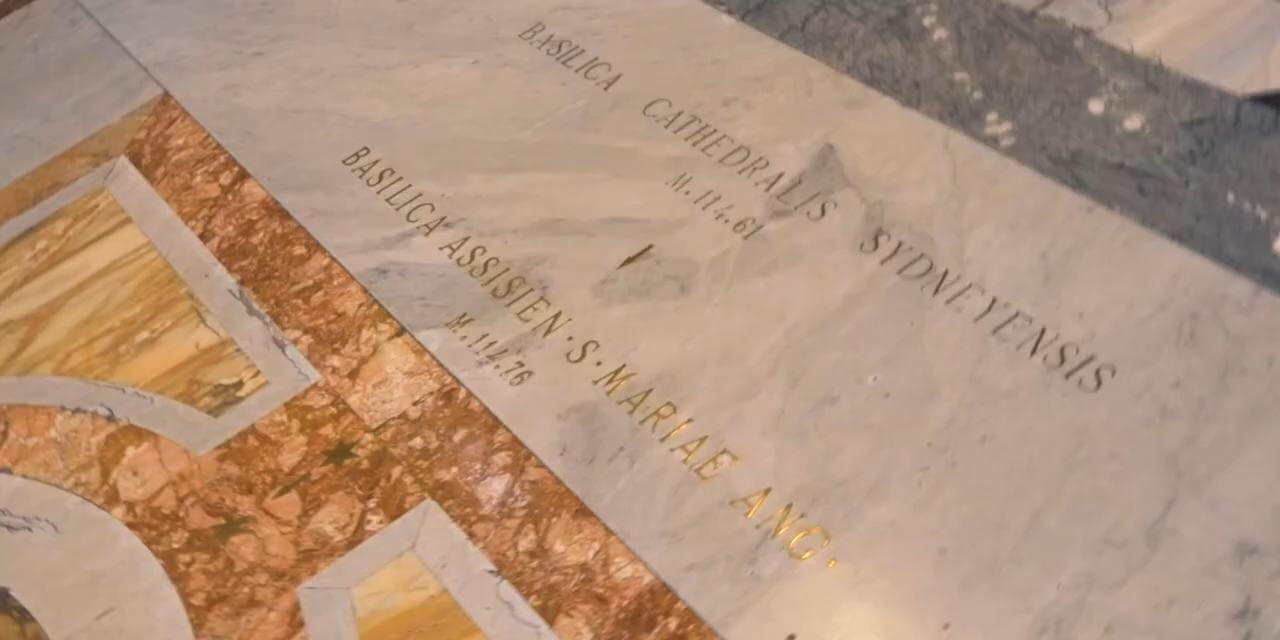 BASILICA CATHEDRALIS SYDNEYENSIS
M.114.61
BASILICA ASSISIEN·S·MARIAE ANG·
M.114.76